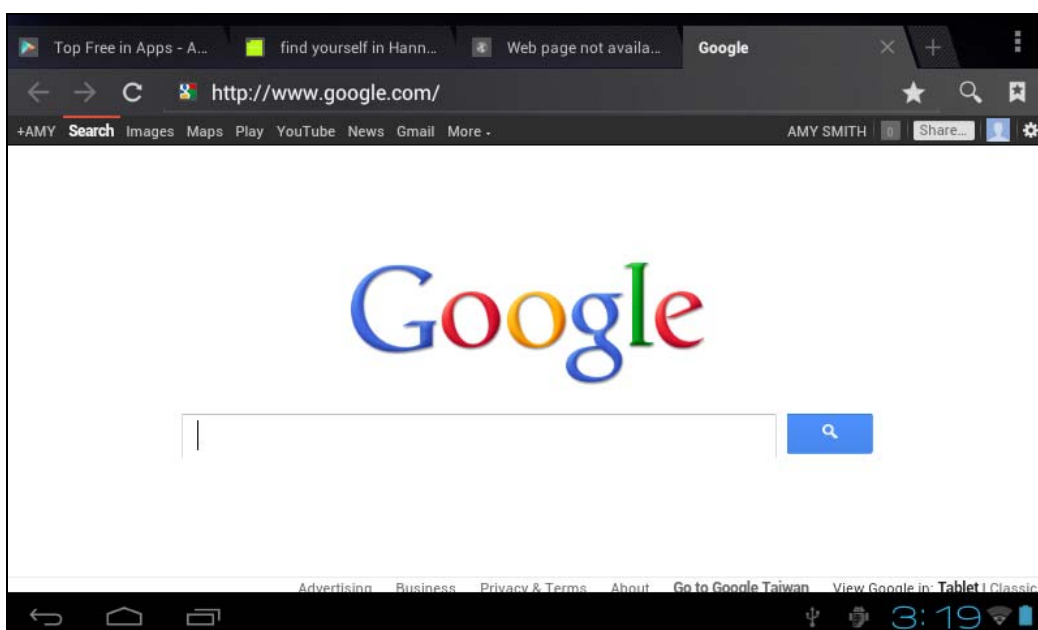 Top Free in Apps - A... find yourself in Hann... Web page not availa... Google
http://www.google.com/
+AMY Search Images Maps Play YouTube News Gmail More AMY SMITH 0 Share...
Google
Advertising Business Privacy & Terms About Go to Google Taiwan View Google in: Tablet | Classic
3:19